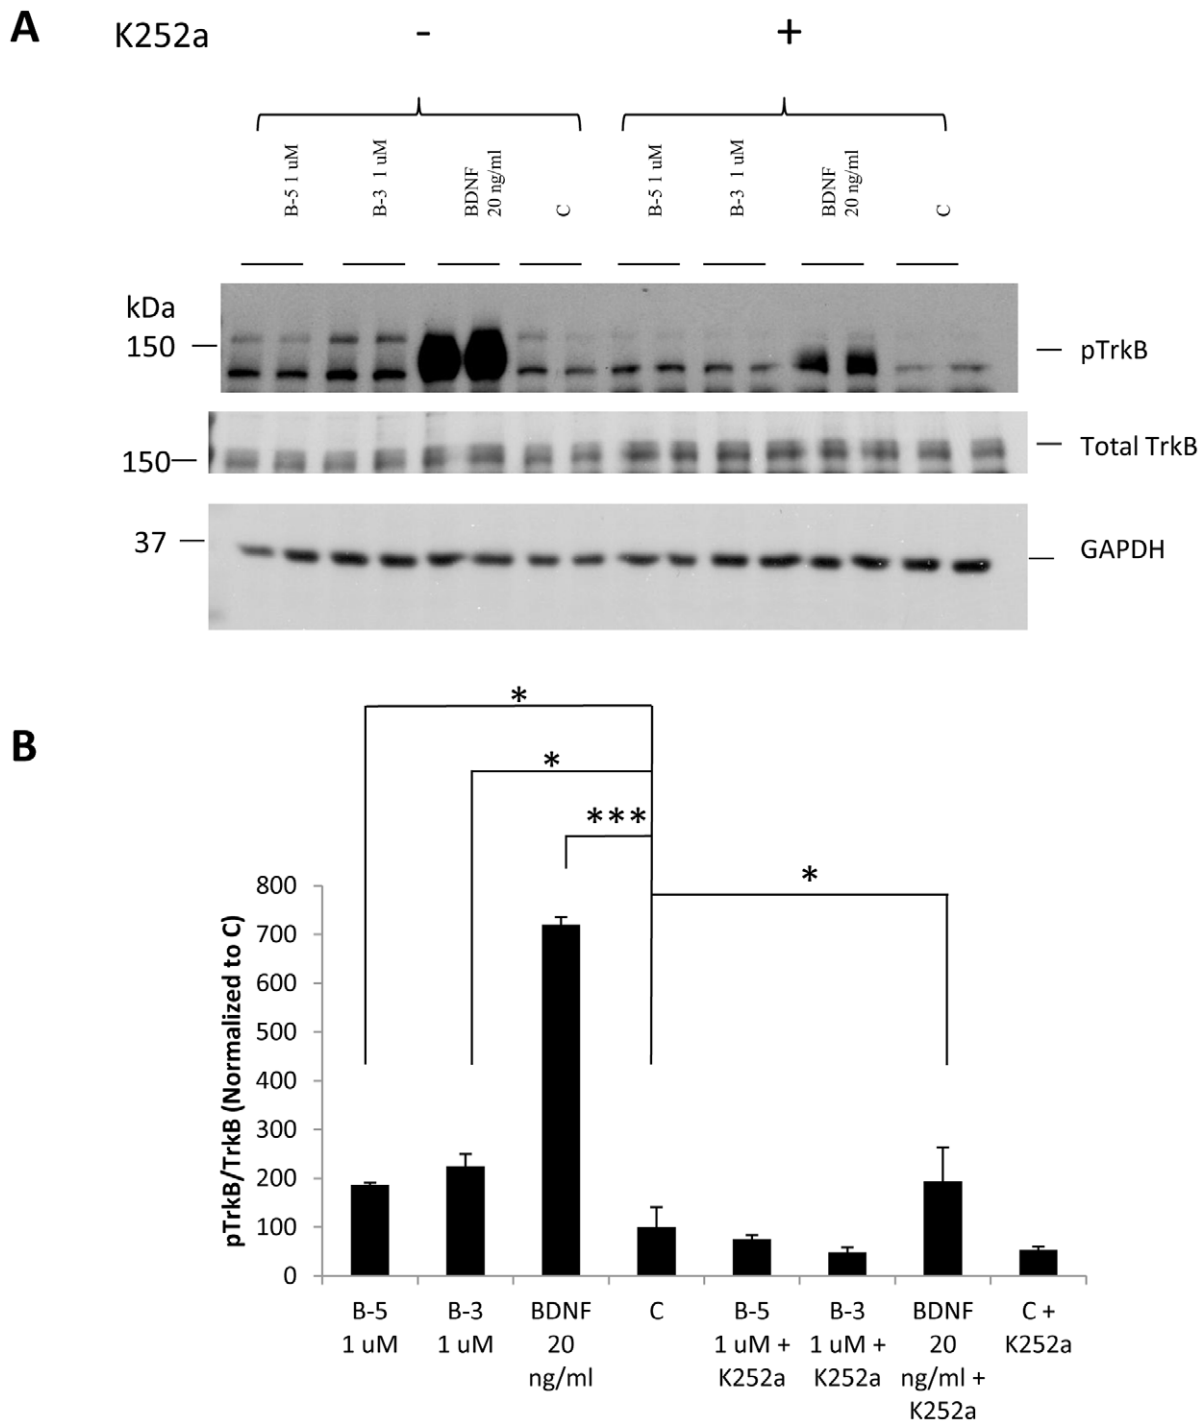 A
K252a - +
B-5 1 uM
B-3 1 uM
BDNF
20 ng/ml
C
B-5 1 uM
B-3 1 uM
BDNF
20 ng/ml
C
kDa
150
pTrkB
150
Total TrkB
37
GAPDH
B
*
*
***
*
pTrkB/TrkB (Normalized to C)
800
700
600
500
400
300
200
100
0
B-5
1 uM
B-3
1 uM
BDNF
20
ng/ml
C
B-5
1 uM +
K252a
B-3
1 uM +
K252a
BDNF
20
ng/ml +
K252a
C +
K252a